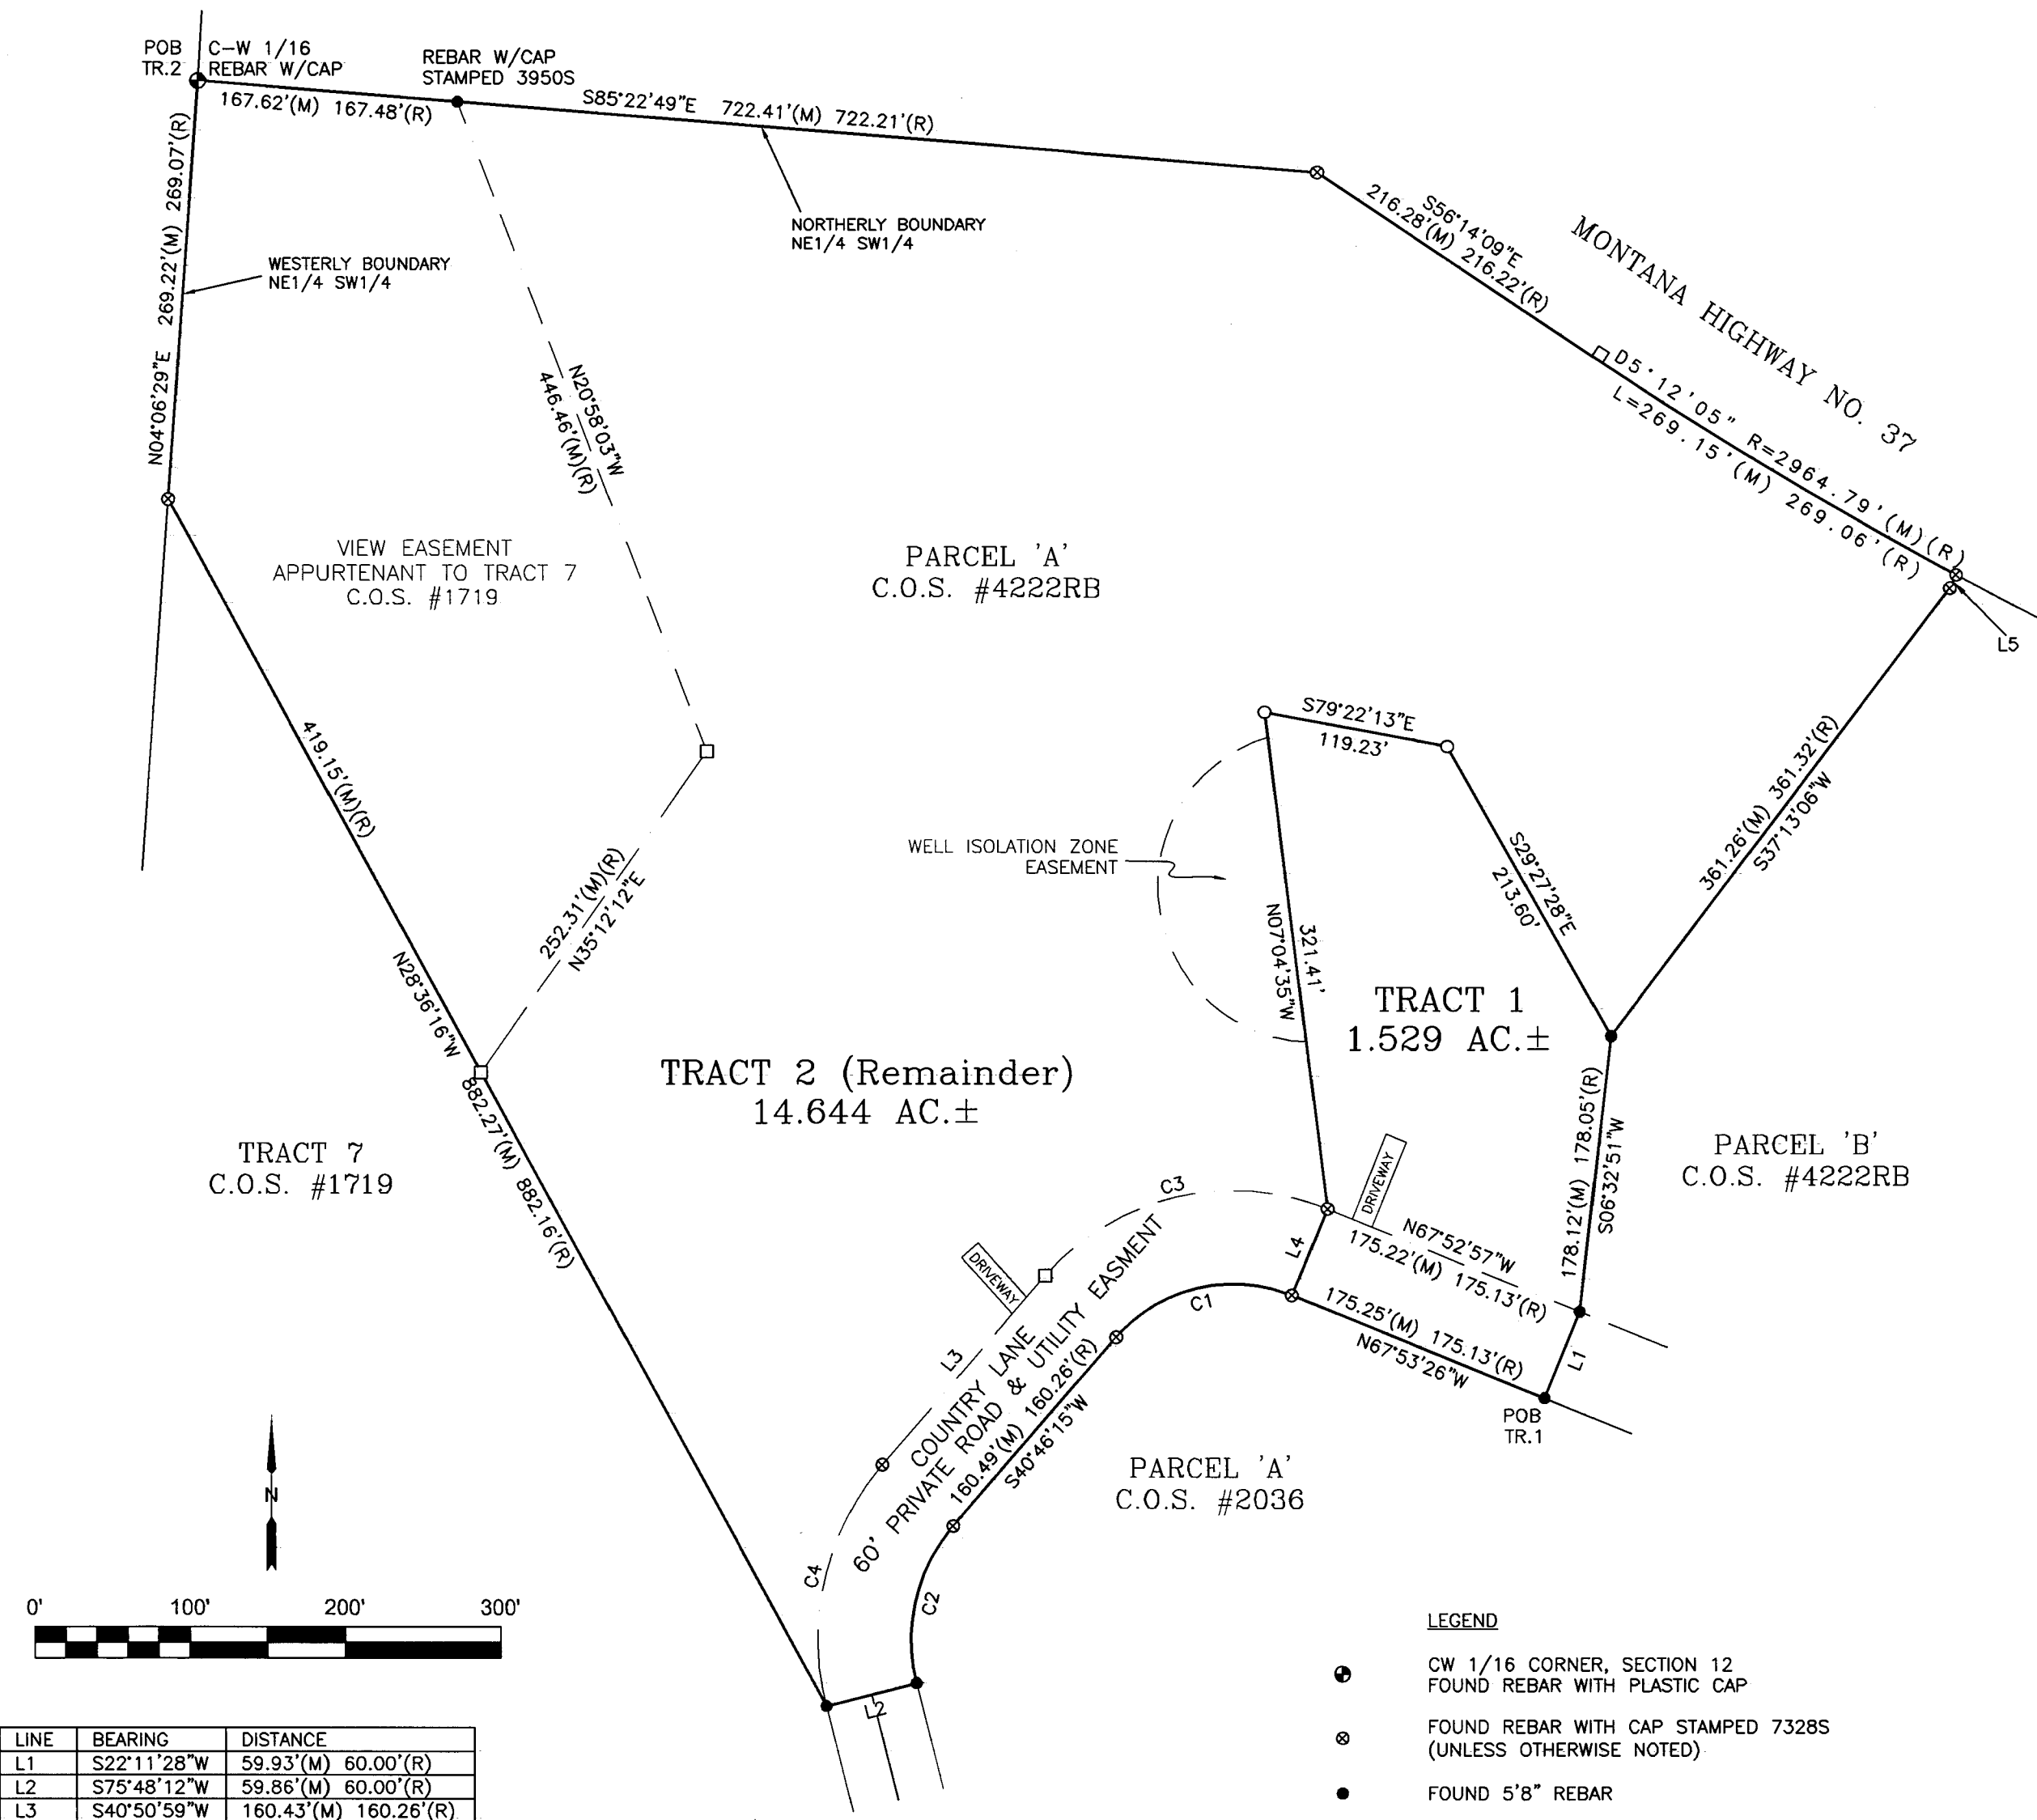 POB
TR.2
C-W 1/16
REBAR W/CAP
REBAR W/CAP
STAMPED 3950S
167.62'(M) 167.48'(R)
S85°22'49"E 722.41'(M) 722.21'(R)
NORTHERLY BOUNDARY
NE1/4 SW1/4
N04°06'29"E 269.22'(M) 269.07'(R)
WESTERLY BOUNDARY
NE1/4 SW1/4
S56°14'09"E
216.28'(M) 216.22'(R)
MONTANA HIGHWAY NO. 37
D5°12'05" R=2964.79'(M)(R)
L=269.15'(M) 269.06'(R)
L5
N20°58'03"W
446.46'(M)(R)
VIEW EASEMENT
APPURTENANT TO TRACT 7
C.O.S. #1719
PARCEL 'A'
C.O.S. #4222RB
419.15'(M)(R)
S79°22'13"E
119.23'
361.26'(M) 361.32'(R)
S37°13'06"W
WELL ISOLATION ZONE
EASEMENT
S29°27'28"E
213.60'
252.31'(M)(R)
N35°12'12"E
321.41'
N07°04'35"W
N28°36'16"W
882.27'(M) 882.16'(R)
TRACT 1
1.529 AC.±
TRACT 2 (Remainder)
14.644 AC.±
178.12'(M) 178.05'(R)
S06°32'51"W
TRACT 7
C.O.S. #1719
PARCEL 'B'
C.O.S. #4222RB
DRIVEWAY
C3
N67°52'57"W
175.22'(M) 175.13'(R)
L4
DRIVEWAY
C1
175.25'(M) 175.13'(R)
N67°53'26"W
L1
POB
TR.1
L3
COUNTRY LANE
60' PRIVATE ROAD & UTILITY EASMENT
160.49'(M) 160.26'(R)
S40°46'15"W
PARCEL 'A'
C.O.S. #2036
N
C4
C2
L2
0' 100' 200' 300'
LEGEND
CW 1/16 CORNER, SECTION 12
FOUND REBAR WITH PLASTIC CAP
FOUND REBAR WITH CAP STAMPED 7328S
(UNLESS OTHERWISE NOTED)
FOUND 5'8" REBAR
LINE BEARING DISTANCE
L1 S22°11'28"W 59.93'(M) 60.00'(R)
L2 S75°48'12"W 59.86'(M) 60.00'(R)
L3 S40°50'59"W 160.43'(M) 160.26'(R)